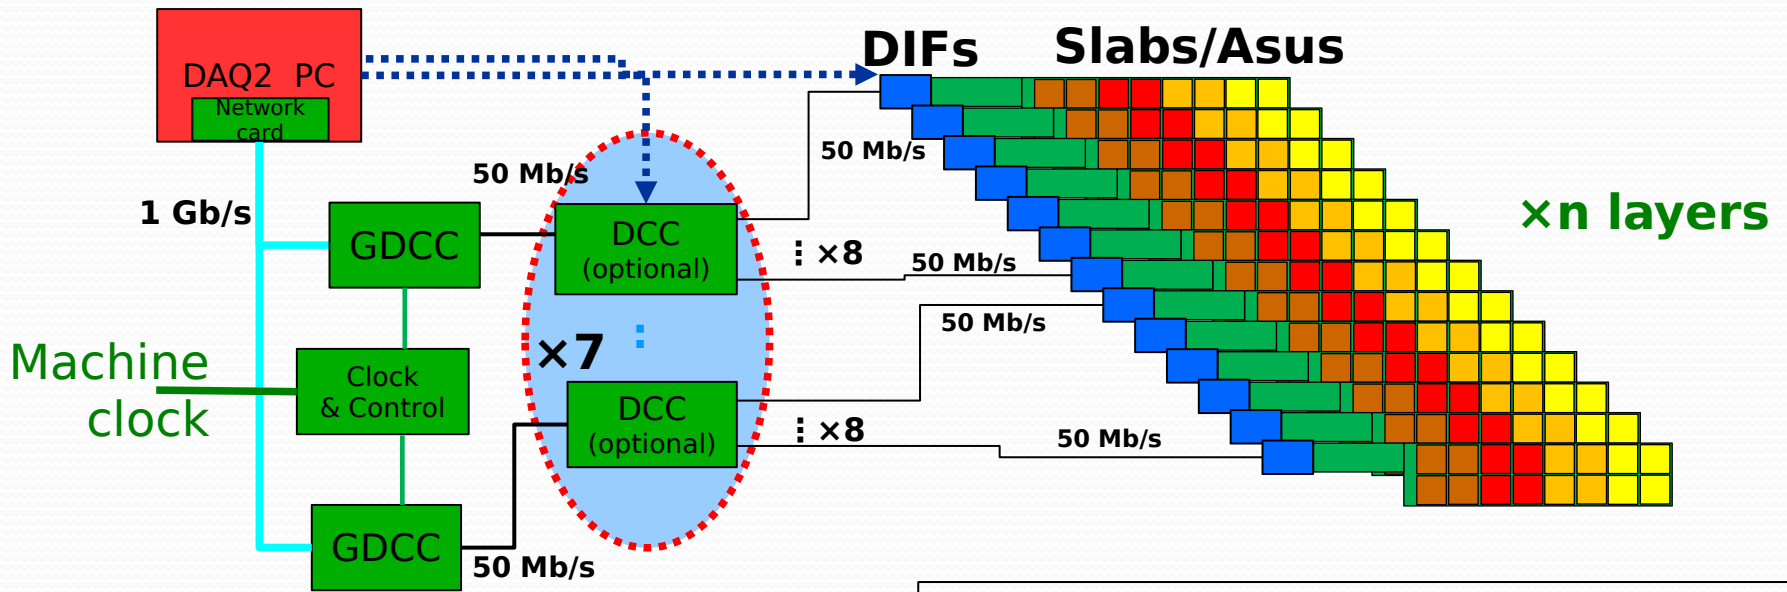 DIFs
Slabs/Asus
DAQ2 PC
Network
card
50 Mb/s
50 Mb/s
1 Gb/s
×n layers
GDCC
DCC
(optional)
⋮×8
50 Mb/s
50 Mb/s
×7 ⋮
Machine
clock
Clock
& Control
DCC
(optional)
⋮×8
50 Mb/s
GDCC
50 Mb/s